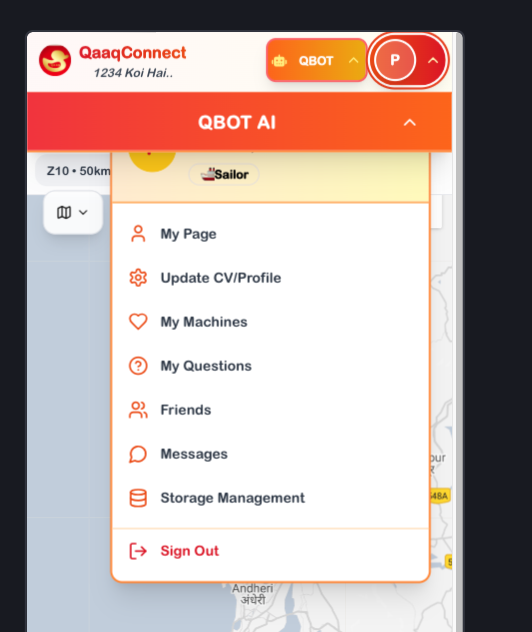 QaaqConnect
1234 Koi Hai..
QBOT
P
QBOT AI
Z10 • 50km
Sailor
My Page
Update CV/Profile
My Machines
My Questions
Friends
Messages
Storage Management
Sign Out
48A
Andheri
अंधेरी